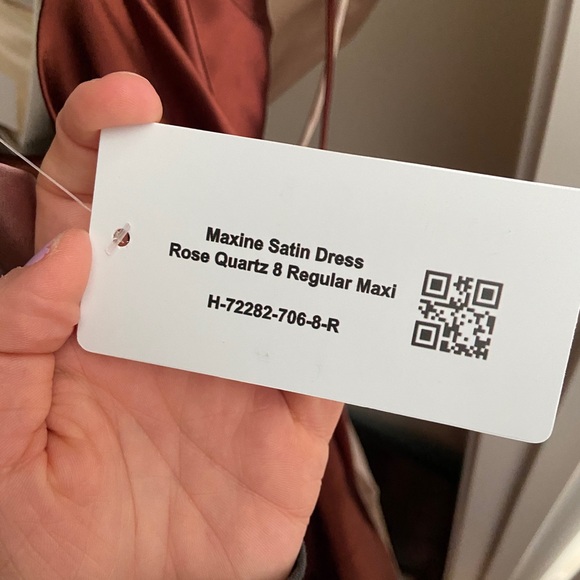 Maxine Satin Dress
Rose Quartz 8 Regular Maxi
H-72282-706-8-R